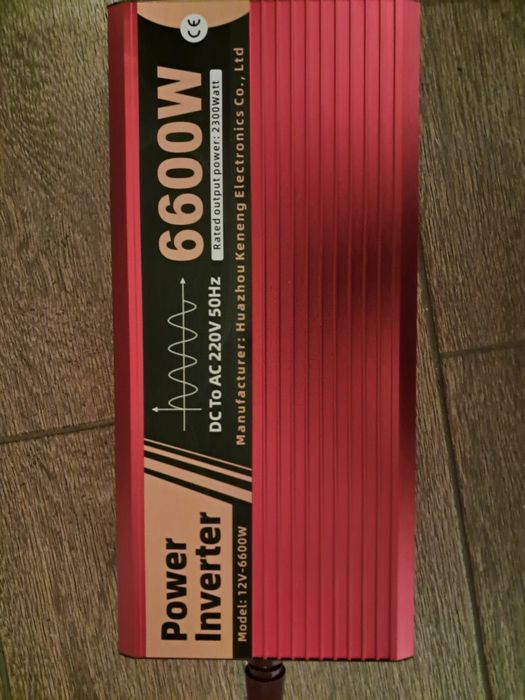 Power
Inverter
Model: 12V-6600W
6600W
CE
Rated output power: 2300Watt
DC To AC 220V 50Hz
Manufacturer: Huazhou Keneng Electronics Co., Ltd